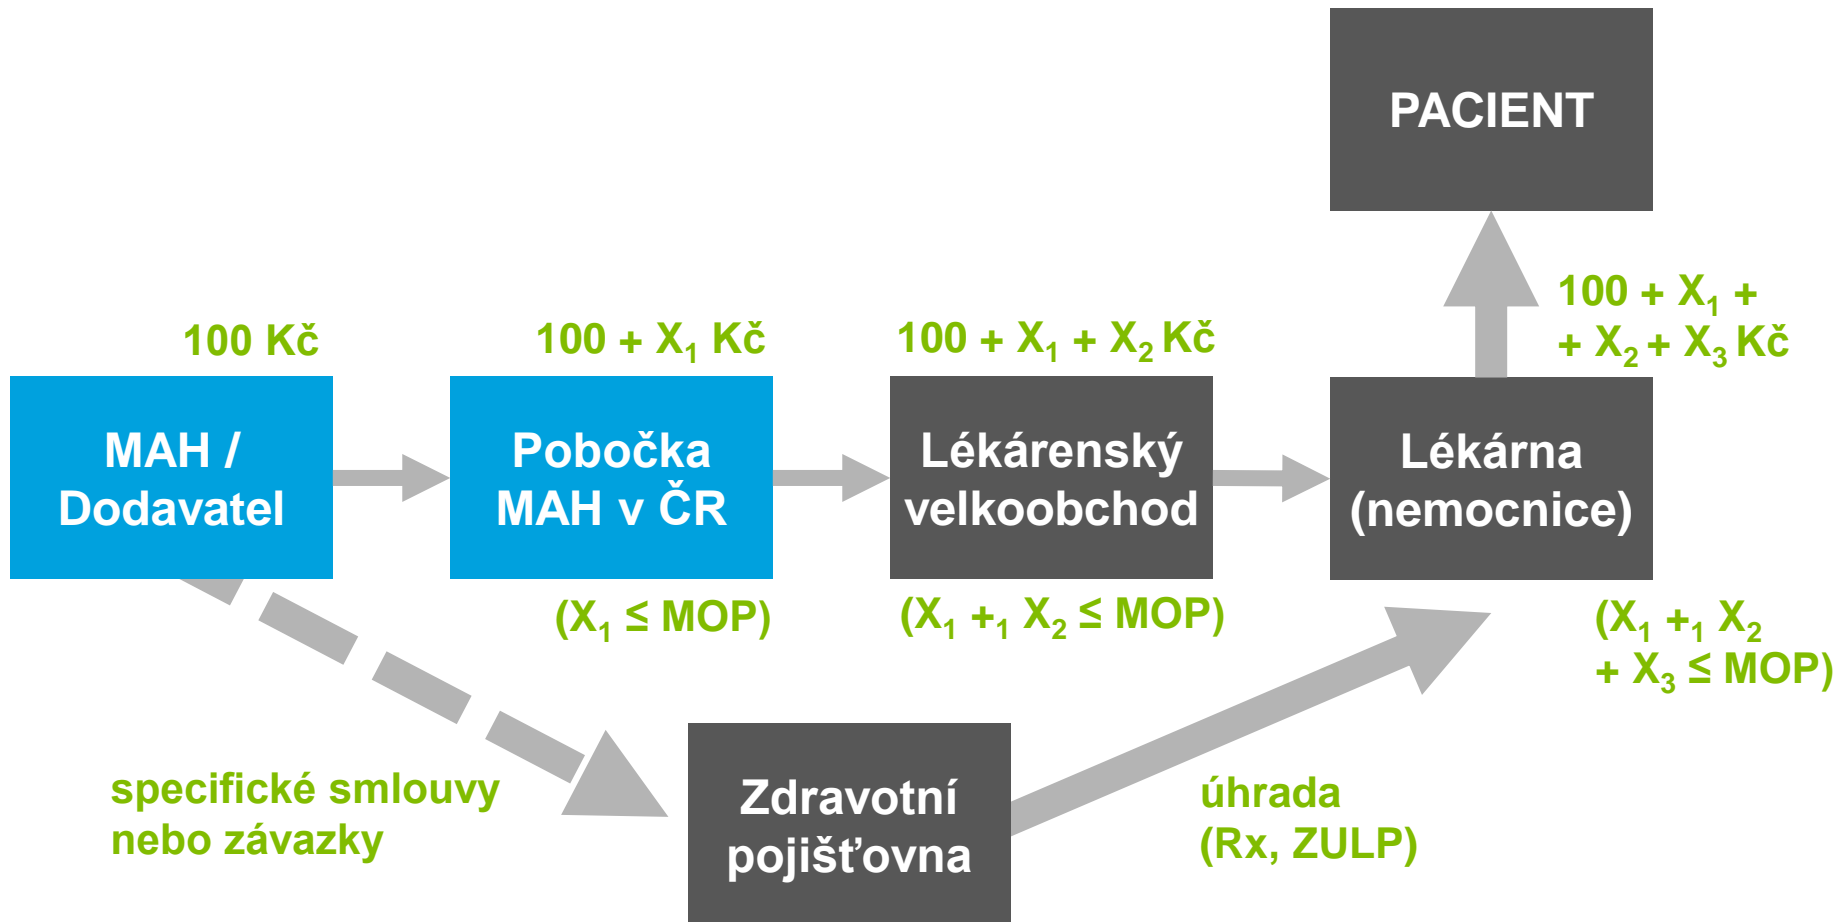 PACIENT
100 + X₁ +
+ X₂ + X₃ Kč
100 Kč
100 + X₁ Kč
100 + X₁ + X₂ Kč
MAH /
Dodavatel
Pobočka
MAH v ČR
Lékárenský
velkoobchod
Lékárna
(nemocnice)
(X₁ ≤ MOP)
(X₁ +₁ X₂ ≤ MOP)
(X₁ +₁ X₂
+ X₃ ≤ MOP)
specifické smlouvy
nebo závazky
Zdravotní
pojišťovna
úhrada
(Rx, ZULP)